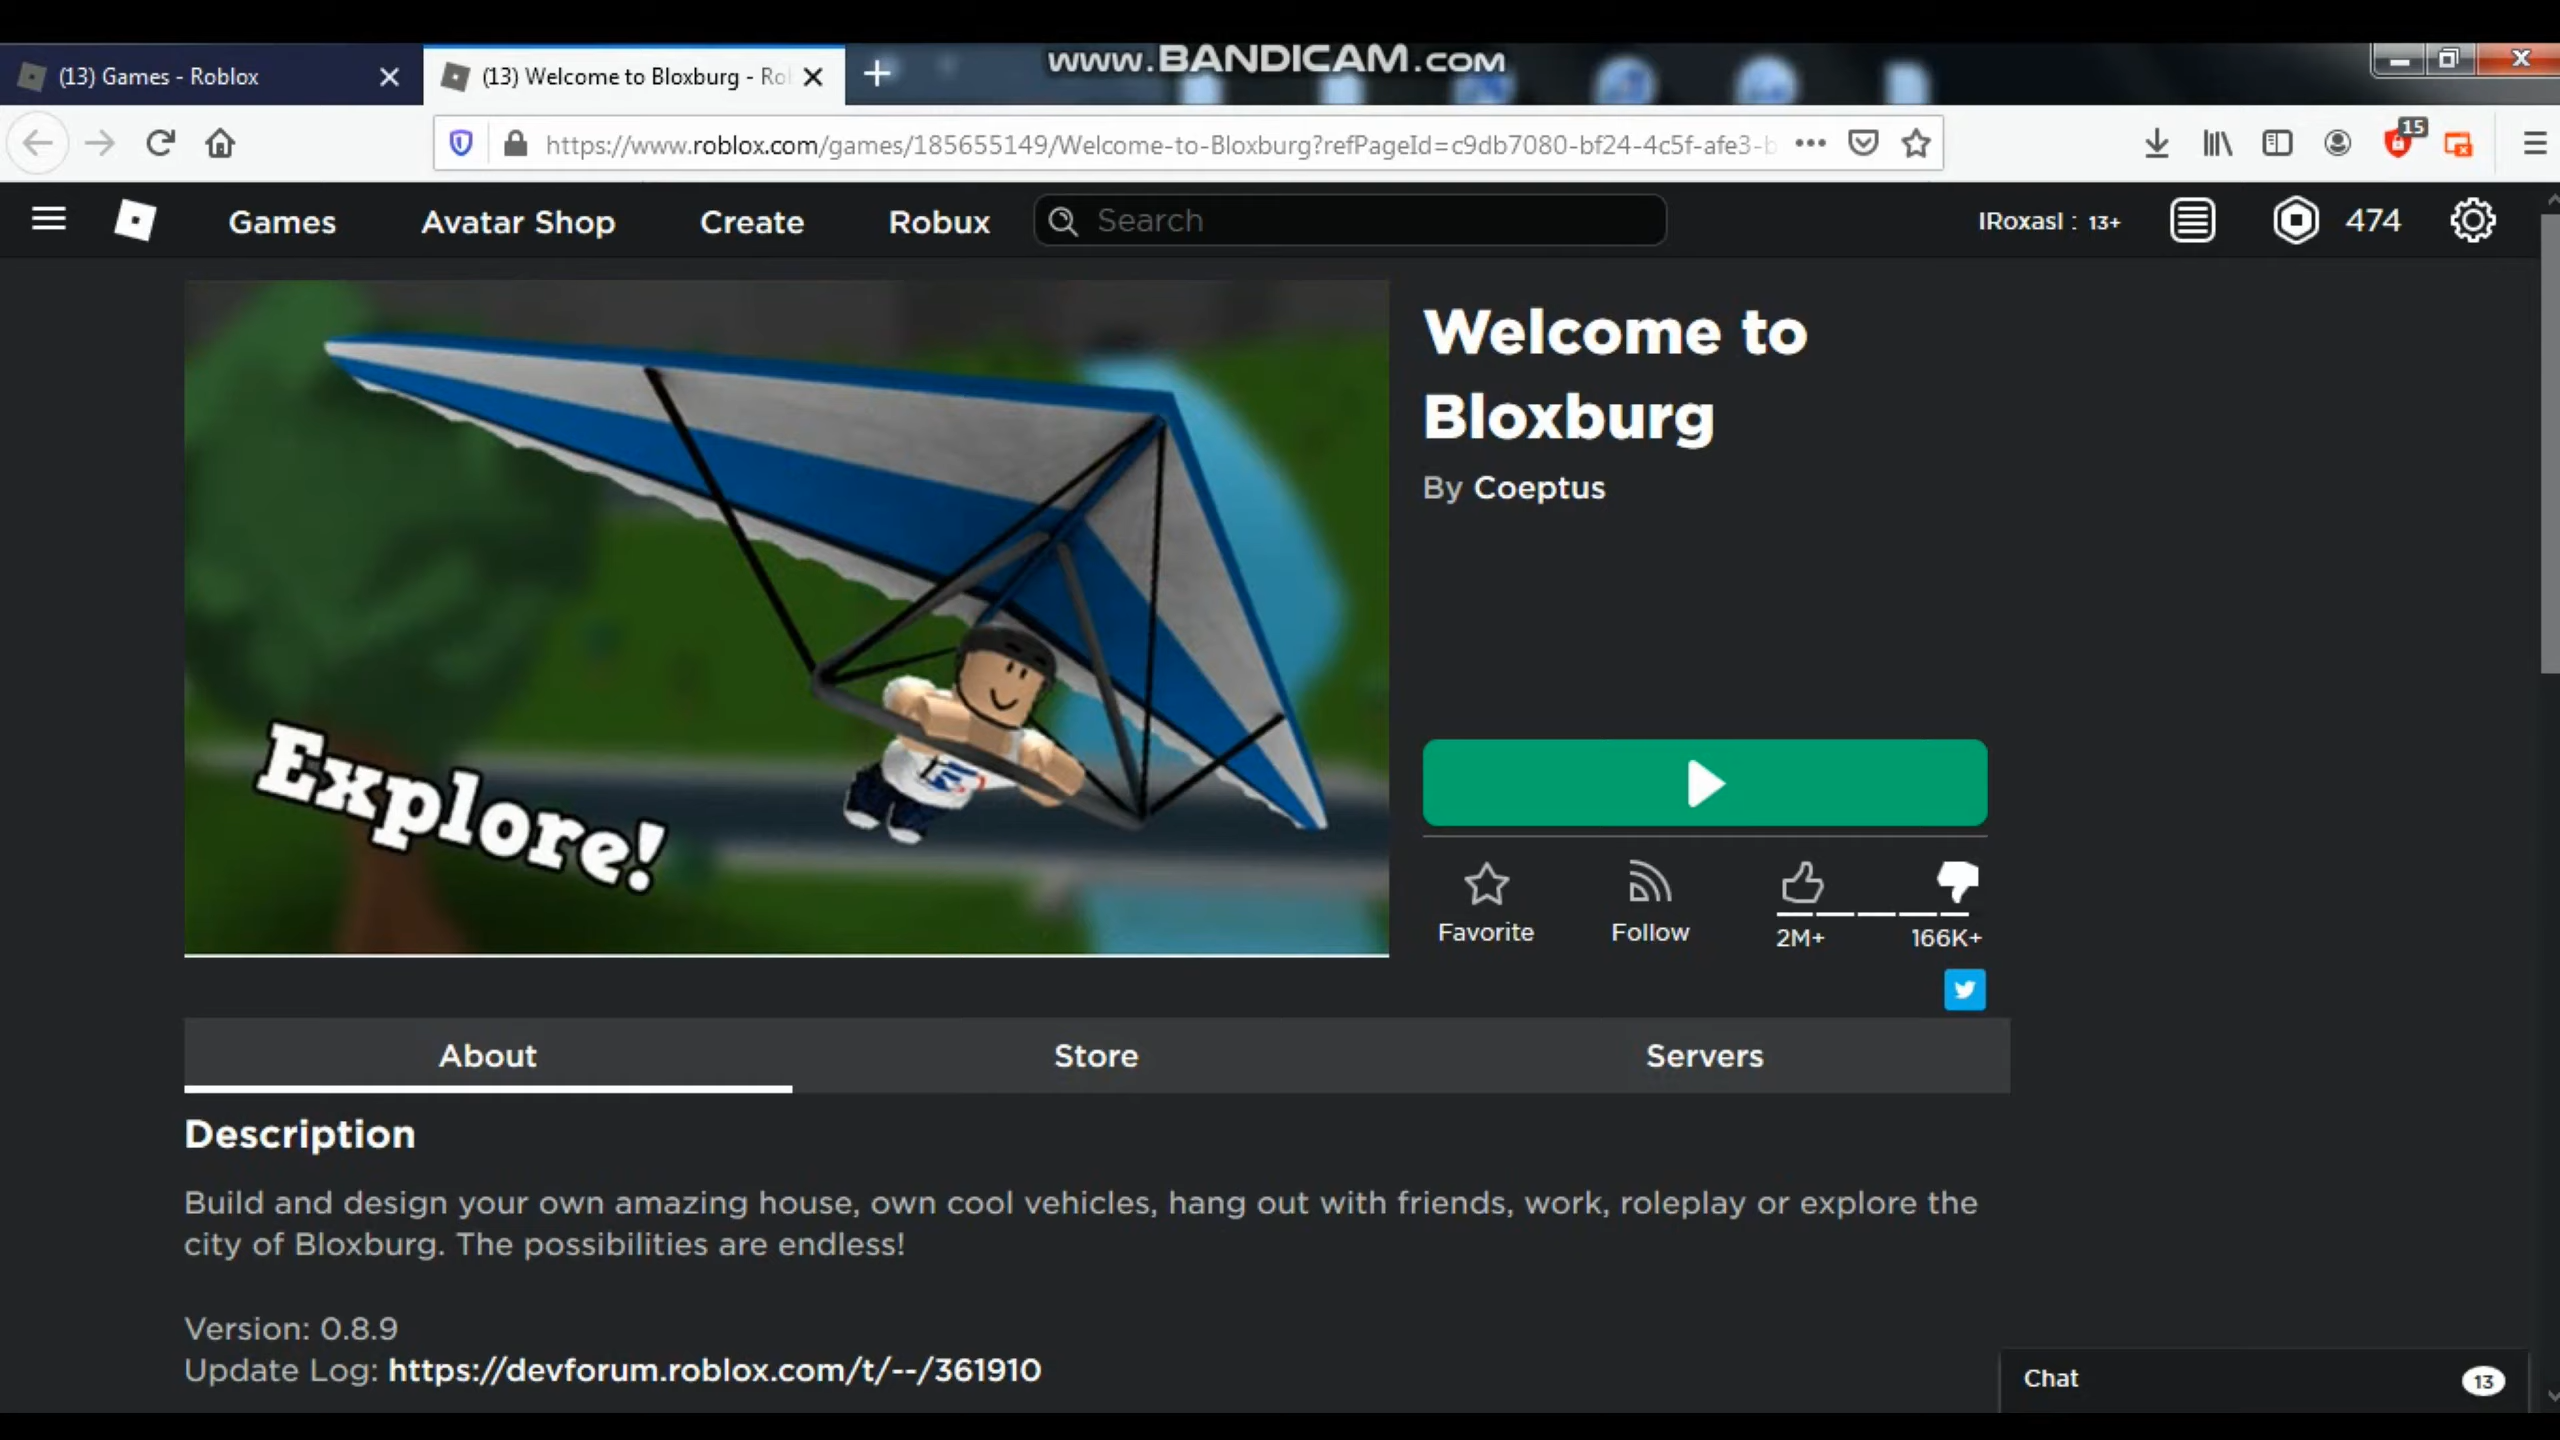 www.BANDICAM.com
(13) Games - Roblox
(13) Welcome to Bloxburg - Ro
https://www.roblox.com/games/185655149/Welcome-to-Bloxburg?refPageId=c9db7080-bf24-4c5f-afe3-b
15
Games
Avatar Shop
Create
Robux
Search
IRoxasI : 13+
474
Explore!
Welcome to
Bloxburg
By Coeptus
Favorite
Follow
2M+
166K+
About
Store
Servers
Description
Build and design your own amazing house, own cool vehicles, hang out with friends, work, roleplay or explore the
city of Bloxburg. The possibilities are endless!
Version: 0.8.9
Update Log: https://devforum.roblox.com/t/--/361910
Chat
13